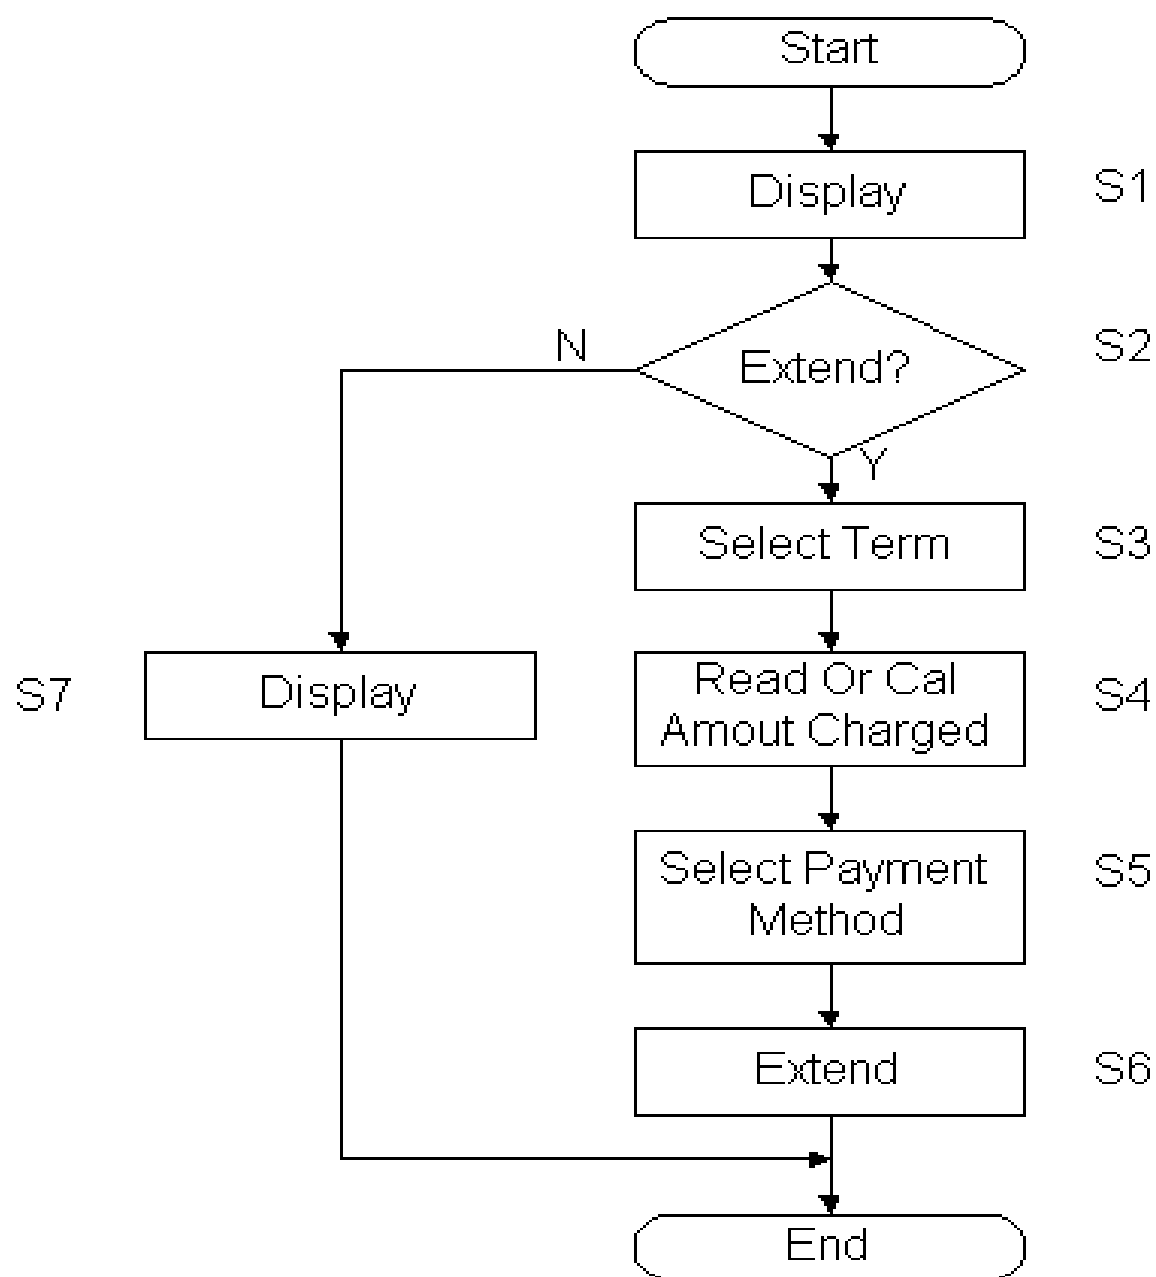 Start
Display
S1
Extend?
S2
N
Y
Select Term
S3
Read Or Cal
Amout Charged
S4
Display
S7
Select Payment
Method
S5
Extend
S6
End